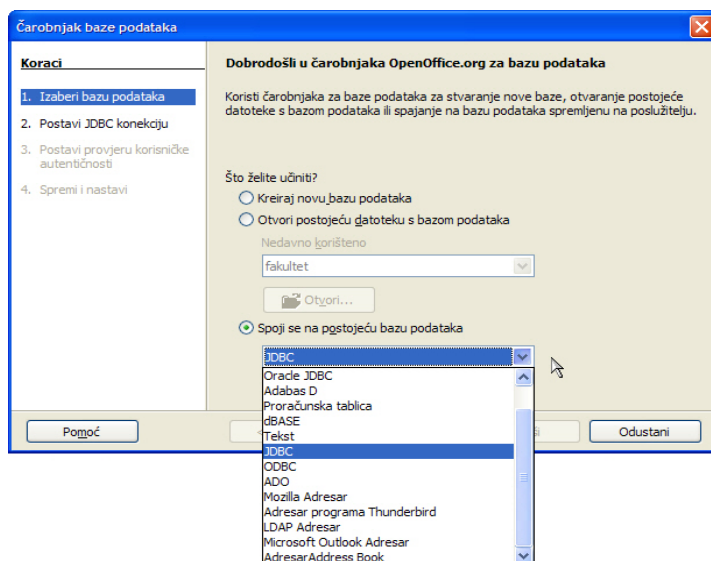 Čarobnjak baze podataka
Koraci
1. Izaberi bazu podataka
2. Postavi JDBC konekciju
3. Postavi provjeru korisničke
autentičnosti
4. Spremi i nastavi
Dobrodošli u čarobnjaka OpenOffice.org za bazu podataka
Koristi čarobnjaka za baze podataka za stvaranje nove baze, otvaranje postojeće
datoteke s bazom podataka ili spajanje na bazu podataka spremljenu na poslužitelju.
Što želite učiniti?
Kreiraj novu bazu podataka
Otvori postojeću datoteku s bazom podataka
Nedavno korišteno
fakultet
Otvori...
Spoji se na postojeću bazu podataka
JDBC
Oracle JDBC
Adabas D
Proračunska tablica
dBASE
Tekst
JDBC
ODBC
ADO
Mozilla Adresar
Adresar programa Thunderbird
LDAP Adresar
Microsoft Outlook Adresar
AdresarAddress Book
Pomoć
Odustani